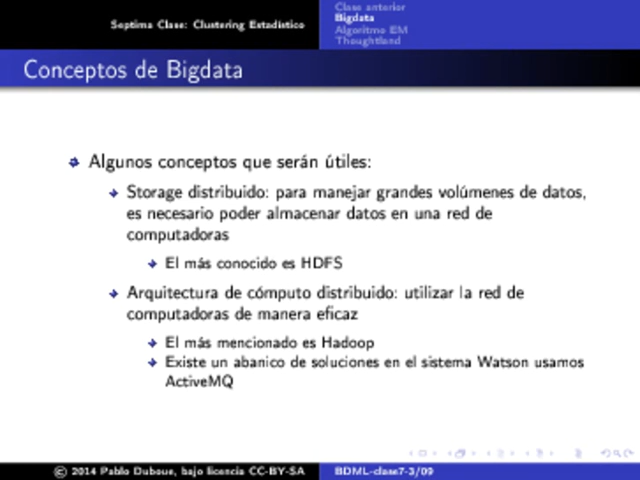 Septima Clase: Clustering Estadístico
Clase anterior
Bigdata
Algoritmo EM
Thoughtland
Conceptos de Bigdata
Algunos conceptos que serán útiles:
Storage distribuido: para manejar grandes volúmenes de datos,
es necesario poder almacenar datos en una red de
computadoras
El más conocido es HDFS
Arquitectura de cómputo distribuido: utilizar la red de
computadoras de manera eficaz
El más mencionado es Hadoop
Existe un abanico de soluciones en el sistema Watson usamos
ActiveMQ
© 2014 Pablo Duboue, bajo licencia CC-BY-SA
BDML-clase7-3/09